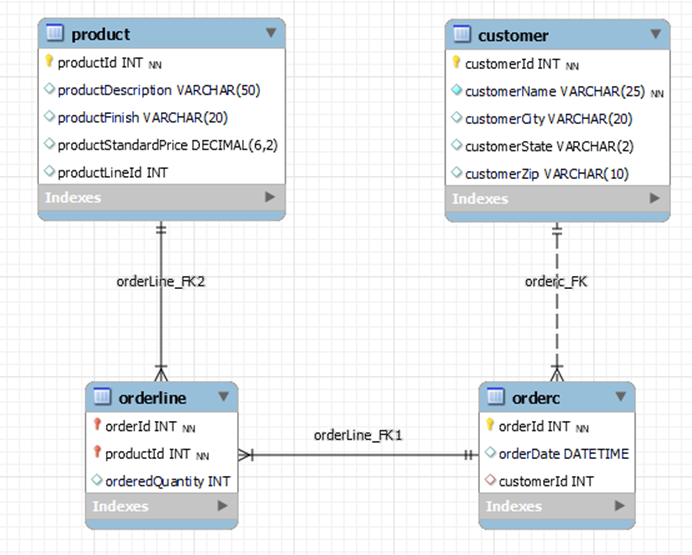 product
productId INT NN
productDescription VARCHAR(50)
productFinish VARCHAR(20)
productStandardPrice DECIMAL(6,2)
productLineId INT
Indexes
customer
customerId INT NN
customerName VARCHAR(25) NN
customerCity VARCHAR(20)
customerState VARCHAR(2)
customerZip VARCHAR(10)
Indexes
orderLine_FK2
orderc_FK
orderline
orderId INT NN
productId INT NN
orderedQuantity INT
Indexes
orderLine_FK1
orderc
orderId INT NN
orderDate DATETIME
customerId INT
Indexes